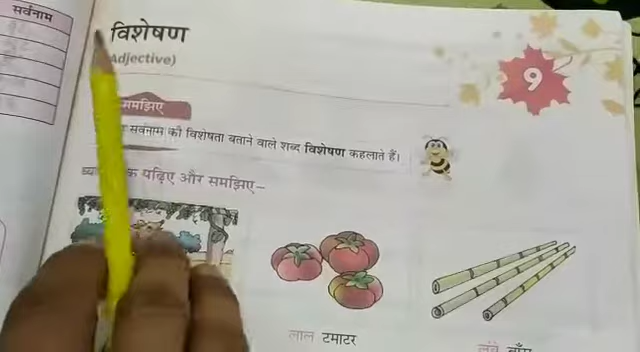 सर्वनाम
विशेषण
Adjective)
9
समझिए
सर्वनाम की विशेषता बताने वाले शब्द विशेषण कहलाते हैं।
पढ़िए और समझिए–
लाल टमाटर
लंबे बाँस